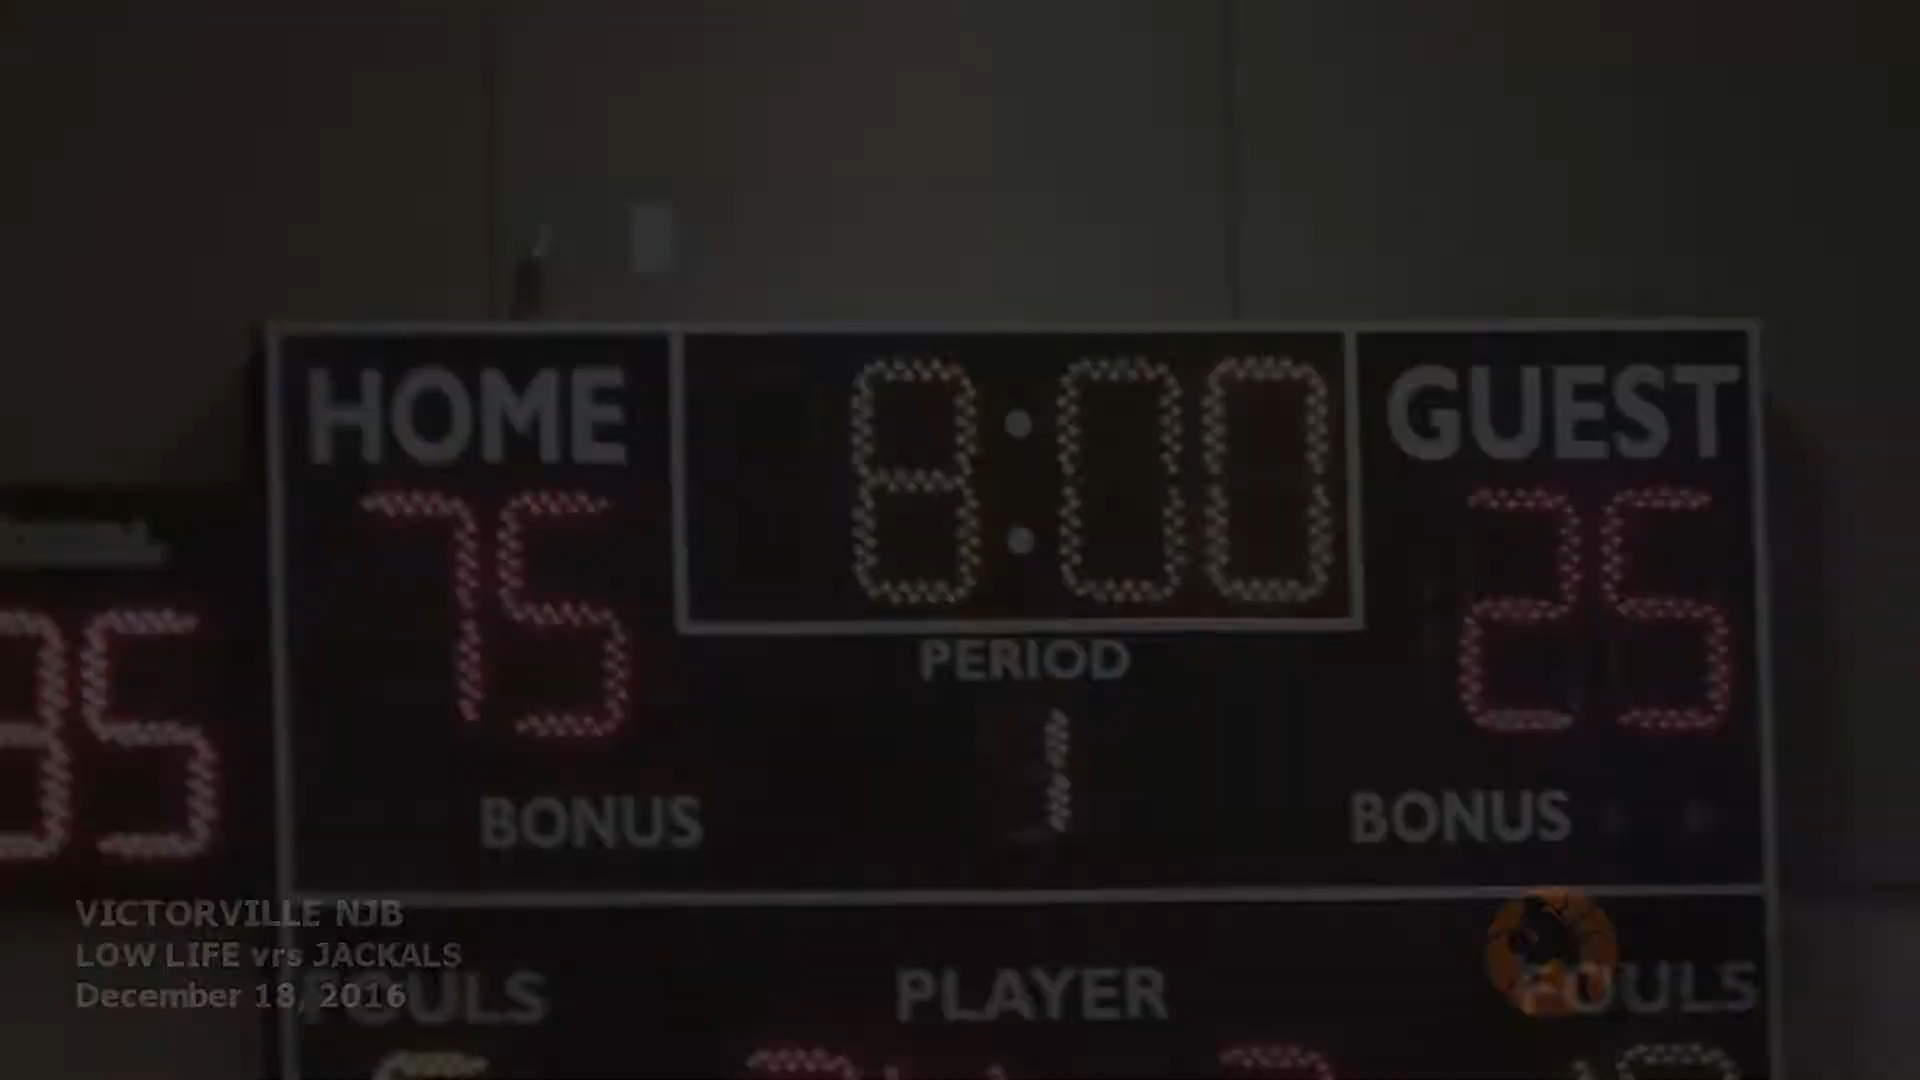 HOME 8:00 GUEST
75 25
PERIOD
35
1
BONUS BONUS
VICTORVILLE NJB
LOW LIFE vrs JACKALS
December 18, 2016
FOULS PLAYER FOULS